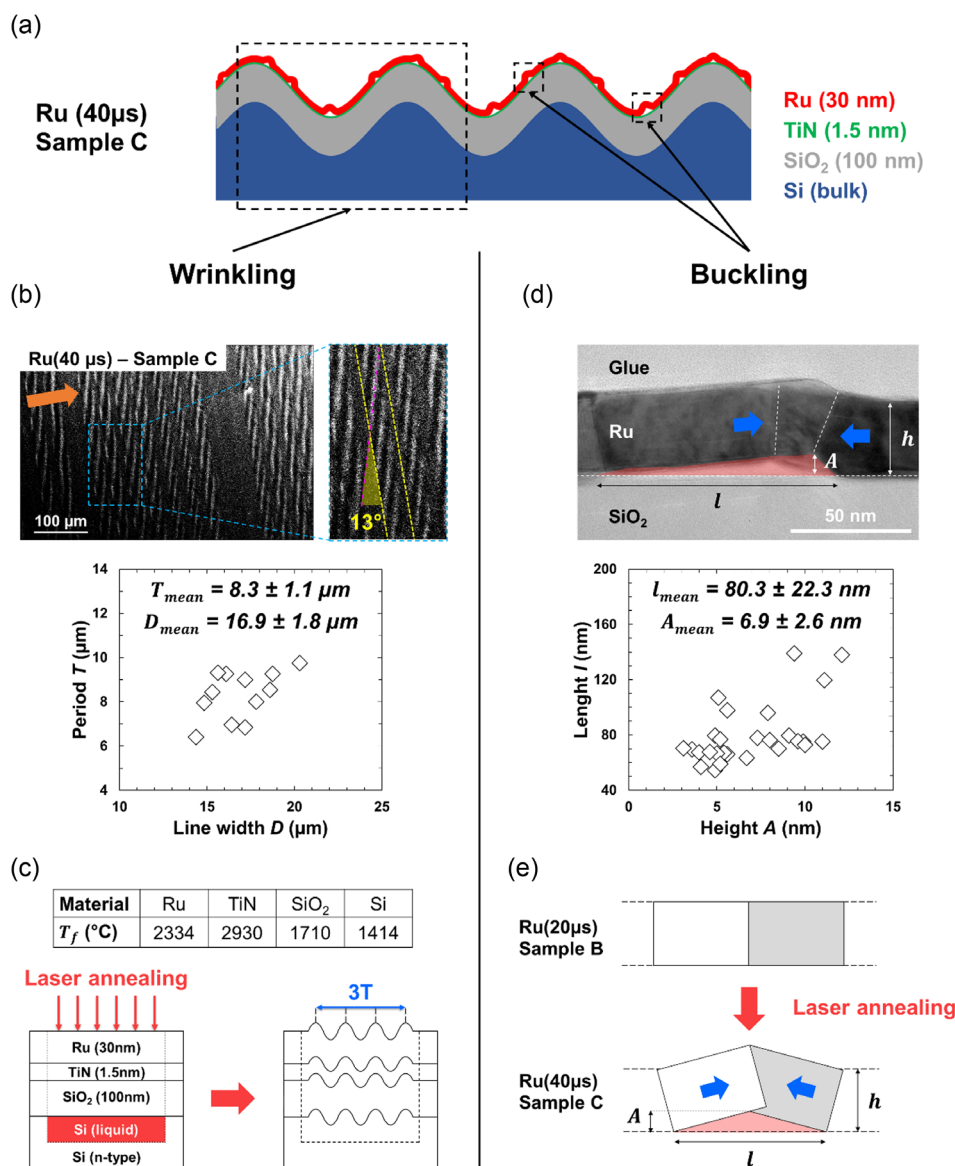 (a)
Ru (40µs)
Sample C
Ru (30 nm)
TiN (1.5 nm)
SiO₂ (100 nm)
Si (bulk)
Wrinkling
Buckling
(b)
Ru(40 µs) – Sample C
100 µm
13°
14
12
10
8
6
4
Period T (µm)
T_mean = 8.3 ± 1.1 µm
D_mean = 16.9 ± 1.8 µm
10
15
20
25
Line width D (µm)
(c)
Material Ru TiN SiO₂ Si
T_f (°C) 2334 2930 1710 1414
Laser annealing
Ru (30nm)
TiN (1.5nm)
SiO₂ (100nm)
Si (liquid)
Si (n-type)
3T
(d)
Glue
Ru
h
A
l
SiO₂
50 nm
200
160
120
80
40
Lenght l (nm)
l_mean = 80.3 ± 22.3 nm
A_mean = 6.9 ± 2.6 nm
0
5
10
15
Height A (nm)
(e)
Ru(20µs)
Sample B
Laser annealing
Ru(40µs)
Sample C
A
h
l